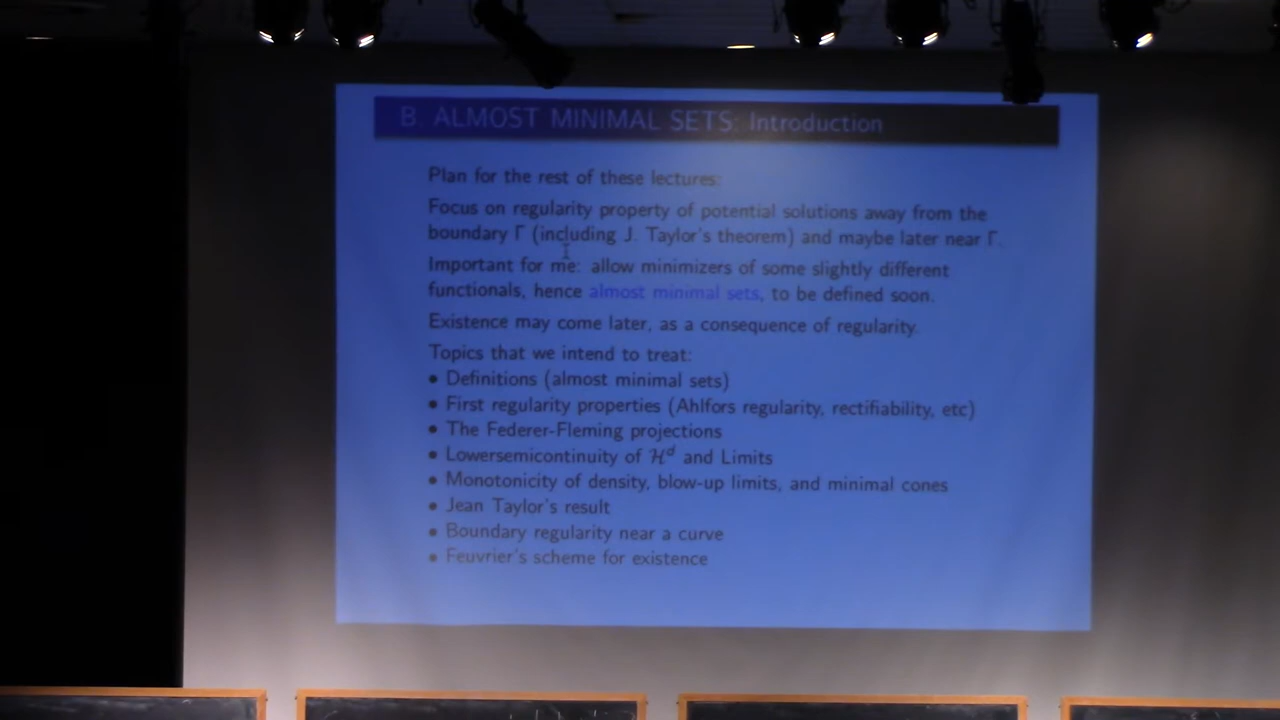 B. ALMOST MINIMAL SETS: Introduction
Plan for the rest of these lectures:
Focus on regularity property of potential solutions away from the
boundary Γ (including J. Taylor's theorem) and maybe later near Γ.
Important for me: allow minimizers of some slightly different
functionals, hence almost minimal sets, to be defined soon.
Existence may come later, as a consequence of regularity.
Topics that we intend to treat:
• Definitions (almost minimal sets)
• First regularity properties (Ahlfors regularity, rectifiability, etc)
• The Federer-Fleming projections
• Lowersemicontinuity of ℋᵈ and Limits
• Monotonicity of density, blow-up limits, and minimal cones
• Jean Taylor's result
• Boundary regularity near a curve
• Feuvrier's scheme for existence